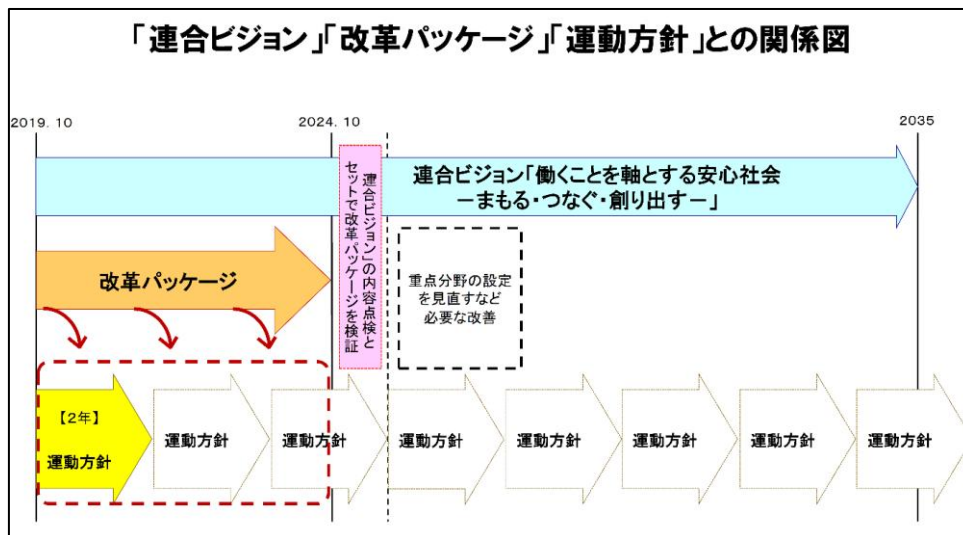 「連合ビジョン」「改革パッケージ」「運動方針」との関係図
2019.10
2024.10
2035
連合ビジョン「働くことを軸とする安心社会
－まもる・つなぐ・創り出す－」
連合ビジョン」の内容点検と
セットで改革パッケージを検証
改革パッケージ
重点分野の設定
を見直すなど
必要な改善
【2年】
運動方針
運動方針
運動方針
運動方針
運動方針
運動方針
運動方針
運動方針